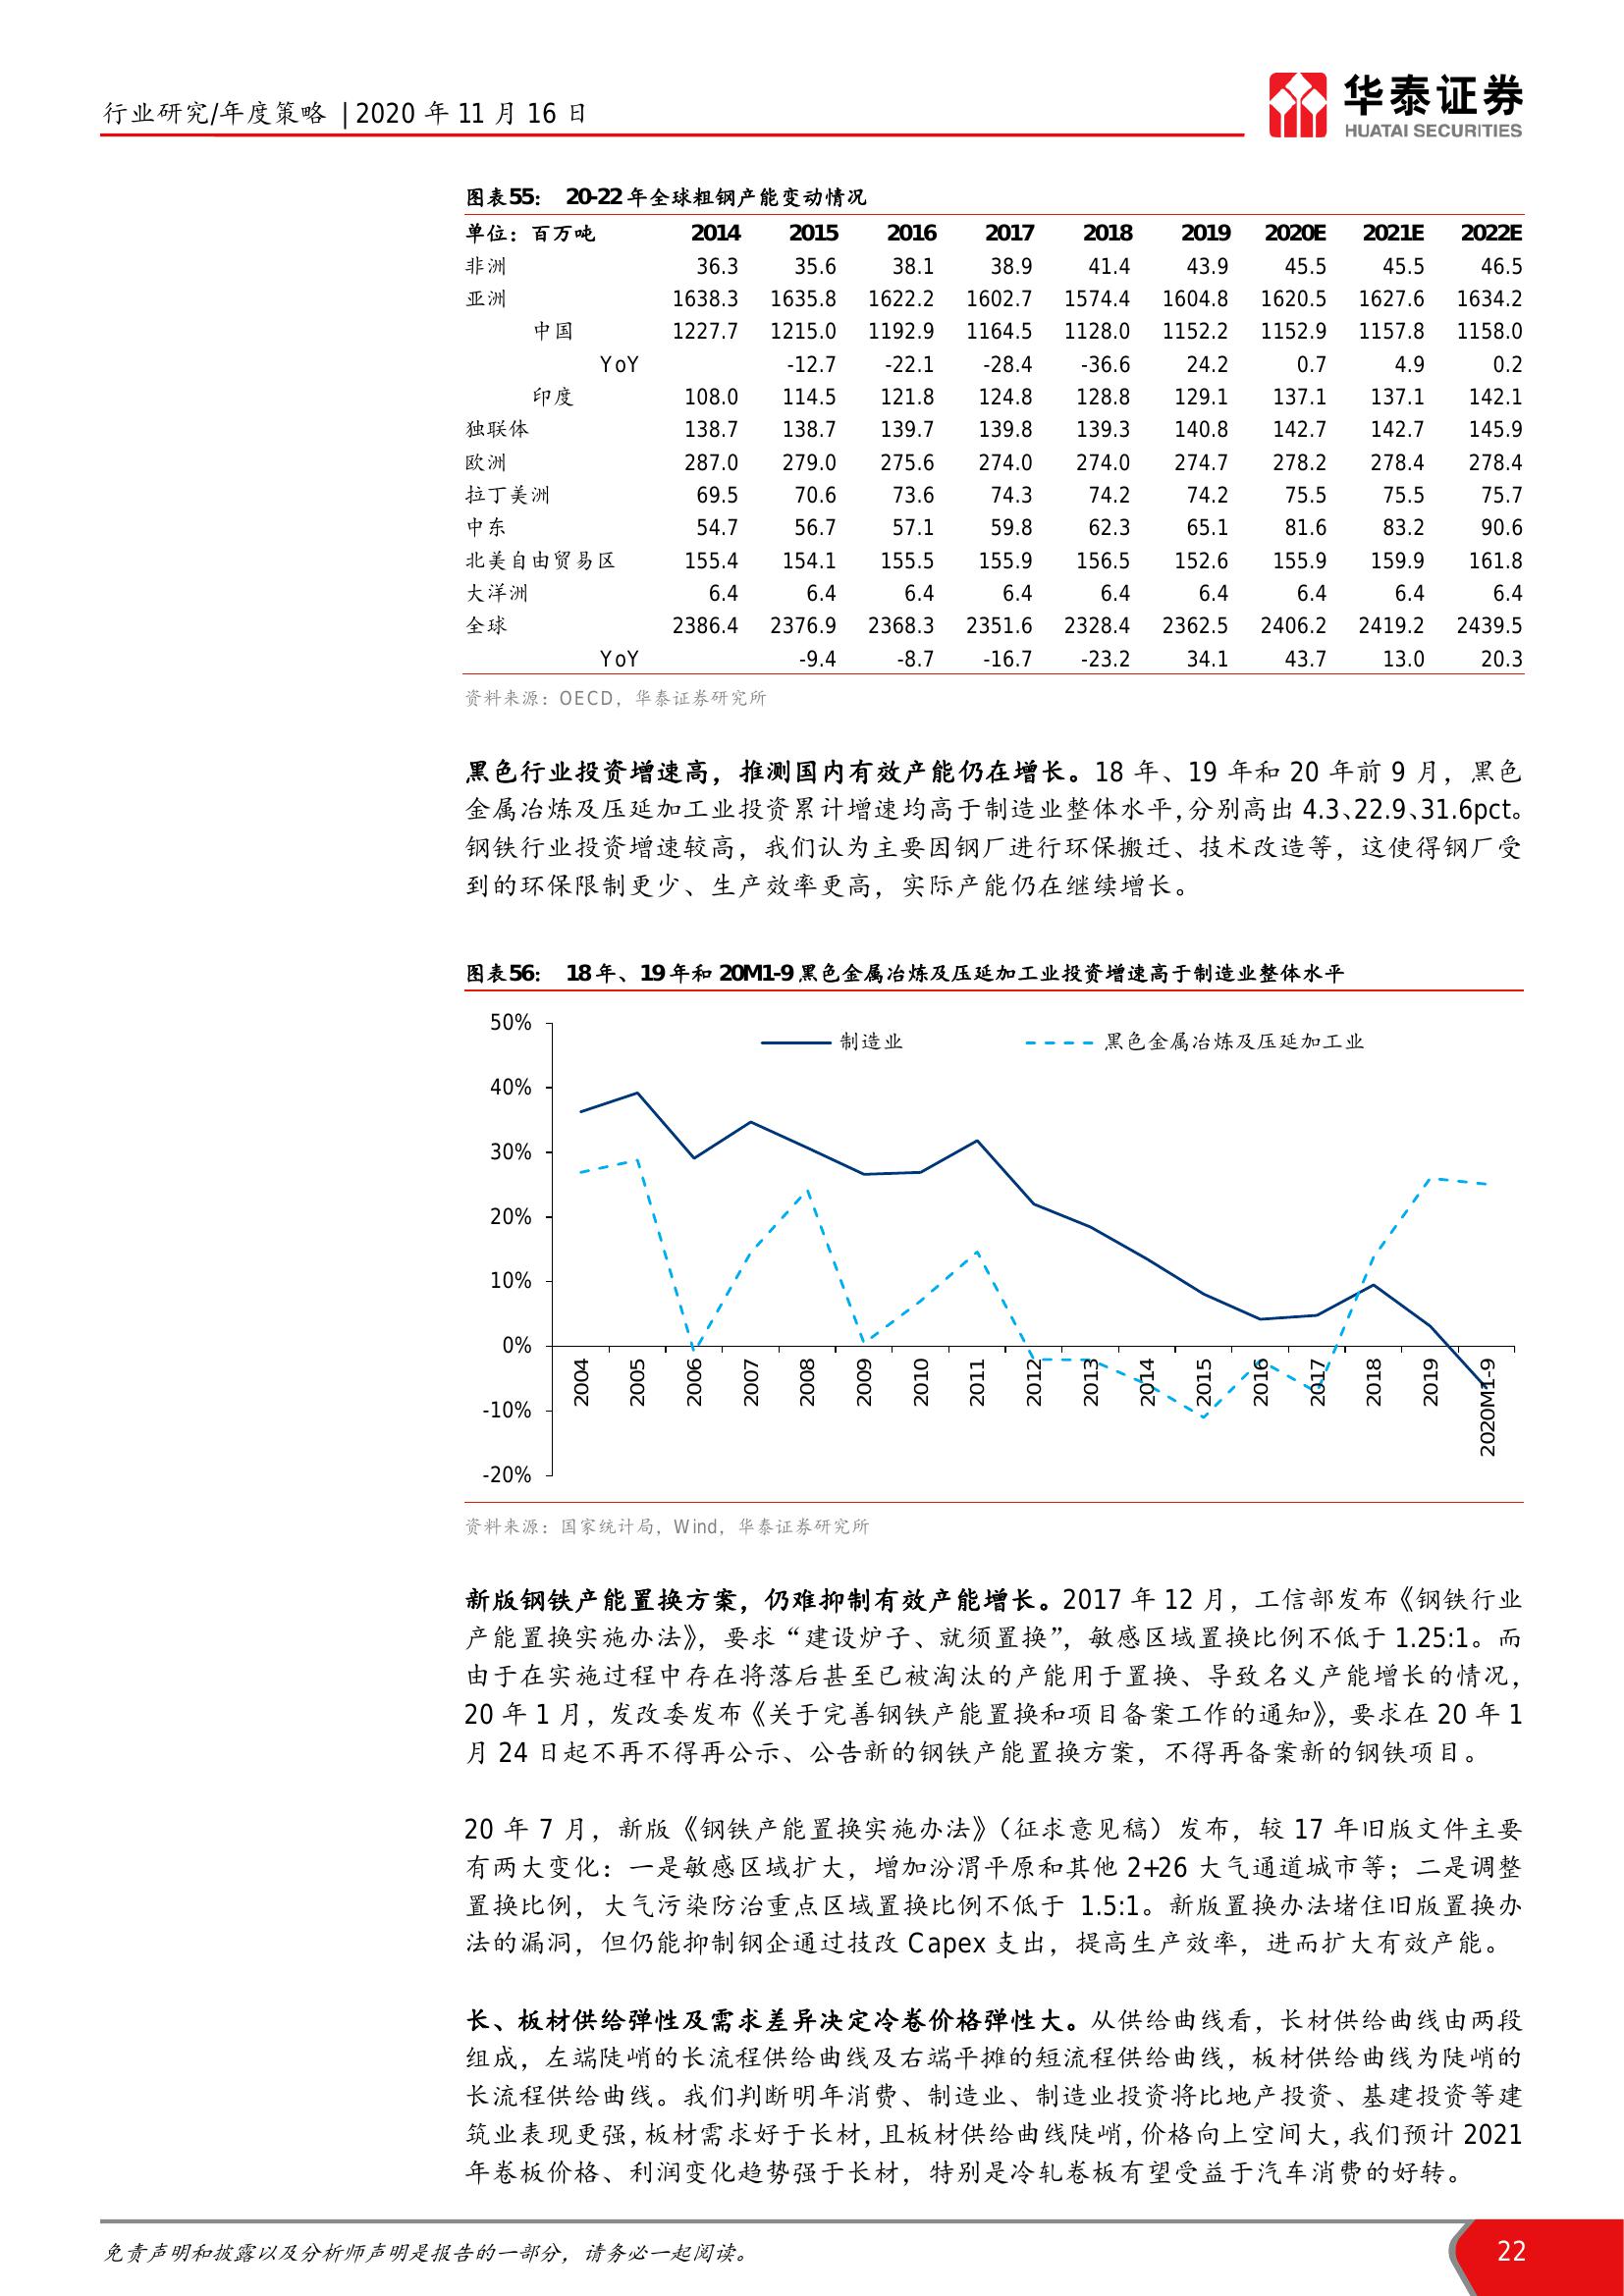 行业研究/年度策略 | 2020 年 11 月 16 日
华泰证券
HUATAI SECURITIES
图表55： 20-22 年全球粗钢产能变动情况
单位：百万吨 2014 2015 2016 2017 2018 2019 2020E 2021E 2022E
非洲 36.3 35.6 38.1 38.9 41.4 43.9 45.5 45.5 46.5
亚洲 1638.3 1635.8 1622.2 1602.7 1574.4 1604.8 1620.5 1627.6 1634.2
中国 1227.7 1215.0 1192.9 1164.5 1128.0 1152.2 1152.9 1157.8 1158.0
YoY -12.7 -22.1 -28.4 -36.6 24.2 0.7 4.9 0.2
印度 108.0 114.5 121.8 124.8 128.8 129.1 137.1 137.1 142.1
独联体 138.7 138.7 139.7 139.8 139.3 140.8 142.7 142.7 145.9
欧洲 287.0 279.0 275.6 274.0 274.0 274.7 278.2 278.4 278.4
拉丁美洲 69.5 70.6 73.6 74.3 74.2 74.2 75.5 75.5 75.7
中东 54.7 56.7 57.1 59.8 62.3 65.1 81.6 83.2 90.6
北美自由贸易区 155.4 154.1 155.5 155.9 156.5 152.6 155.9 159.9 161.8
大洋洲 6.4 6.4 6.4 6.4 6.4 6.4 6.4 6.4 6.4
全球 2386.4 2376.9 2368.3 2351.6 2328.4 2362.5 2406.2 2419.2 2439.5
YoY -9.4 -8.7 -16.7 -23.2 34.1 43.7 13.0 20.3
资料来源：OECD，华泰证券研究所
黑色行业投资增速高，推测国内有效产能仍在增长。18 年、19 年和 20 年前 9 月，黑色
金属冶炼及压延加工业投资累计增速均高于制造业整体水平，分别高出 4.3、22.9、31.6pct。
钢铁行业投资增速较高，我们认为主要因钢厂进行环保搬迁、技术改造等，这使得钢厂受
到的环保限制更少、生产效率更高，实际产能仍在继续增长。
图表56： 18 年、19 年和 20M1-9 黑色金属冶炼及压延加工业投资增速高于制造业整体水平
制造业 黑色金属冶炼及压延加工业
50%
40%
30%
20%
10%
0%
-10%
-20%
2004 2005 2006 2007 2008 2009 2010 2011 2012 2013 2014 2015 2016 2017 2018 2019 2020M1-9
资料来源：国家统计局，Wind，华泰证券研究所
新版钢铁产能置换方案，仍难抑制有效产能增长。2017 年 12 月，工信部发布《钢铁行业
产能置换实施办法》，要求“建设炉子、就须置换”，敏感区域置换比例不低于 1.25:1。而
由于在实施过程中存在将落后甚至已被淘汰的产能用于置换、导致名义产能增长的情况，
20 年 1 月，发改委发布《关于完善钢铁产能置换和项目备案工作的通知》，要求在 20 年 1
月 24 日起不再不得再公示、公告新的钢铁产能置换方案，不得再备案新的钢铁项目。
20 年 7 月，新版《钢铁产能置换实施办法》（征求意见稿）发布，较 17 年旧版文件主要
有两大变化：一是敏感区域扩大，增加汾渭平原和其他 2+26 大气通道城市等；二是调整
置换比例，大气污染防治重点区域置换比例不低于 1.5:1。新版置换办法堵住旧版置换办
法的漏洞，但仍能抑制钢企通过技改 Capex 支出，提高生产效率，进而扩大有效产能。
长、板材供给弹性及需求差异决定冷卷价格弹性大。从供给曲线看，长材供给曲线由两段
组成，左端陡峭的长流程供给曲线及右端平摊的短流程供给曲线，板材供给曲线为陡峭的
长流程供给曲线。我们判断明年消费、制造业、制造业投资将比地产投资、基建投资等建
筑业表现更强，板材需求好于长材，且板材供给曲线陡峭，价格向上空间大，我们预计 2021
年卷板价格、利润变化趋势强于长材，特别是冷轧卷板有望受益于汽车消费的好转。
免责声明和披露以及分析师声明是报告的一部分，请务必一起阅读。
22